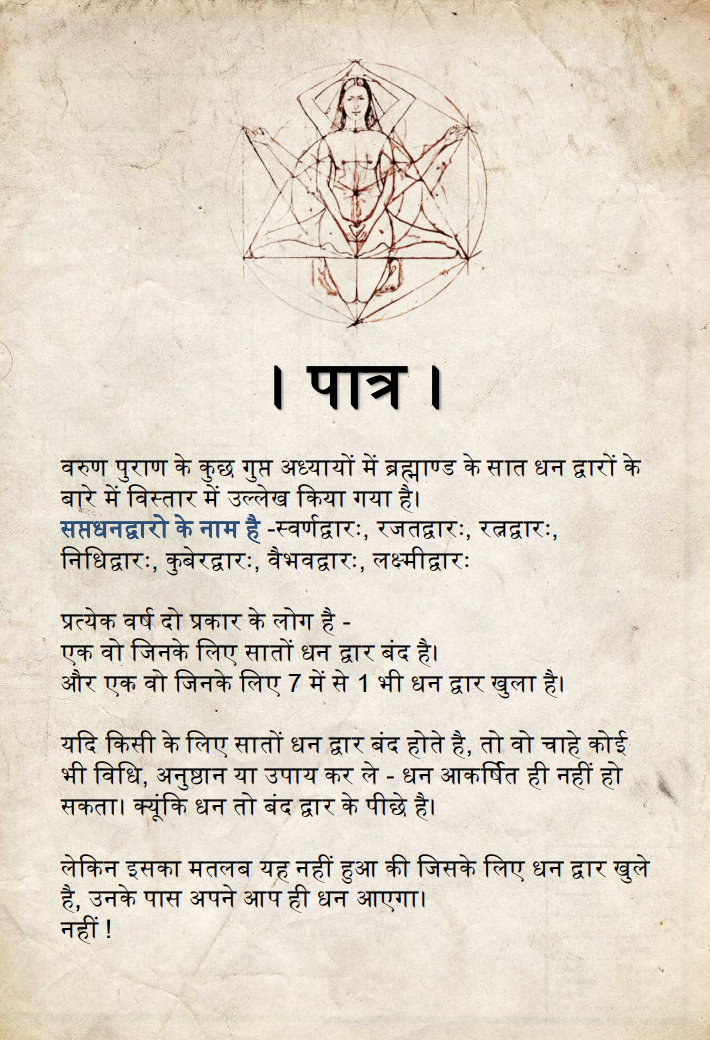 । पात्र ।
वरुण पुराण के कुछ गुप्त अध्यायों में ब्रह्माण्ड के सात धन द्वारों के
बारे में विस्तार में उल्लेख किया गया है।
सप्तधनद्वारो के नाम है -स्वर्णद्वारः, रजतद्वारः, रत्नद्वारः,
निधिद्वारः, कुबेरद्वारः, वैभवद्वारः, लक्ष्मीद्वारः
प्रत्येक वर्ष दो प्रकार के लोग है -
एक वो जिनके लिए सातों धन द्वार बंद है।
और एक वो जिनके लिए 7 में से 1 भी धन द्वार खुला है।
यदि किसी के लिए सातों धन द्वार बंद होते है, तो वो चाहे कोई
भी विधि, अनुष्ठान या उपाय कर ले - धन आकर्षित ही नहीं हो
सकता। क्यूंकि धन तो बंद द्वार के पीछे है।
लेकिन इसका मतलब यह नहीं हुआ की जिसके लिए धन द्वार खुले
है, उनके पास अपने आप ही धन आएगा।
नहीं !